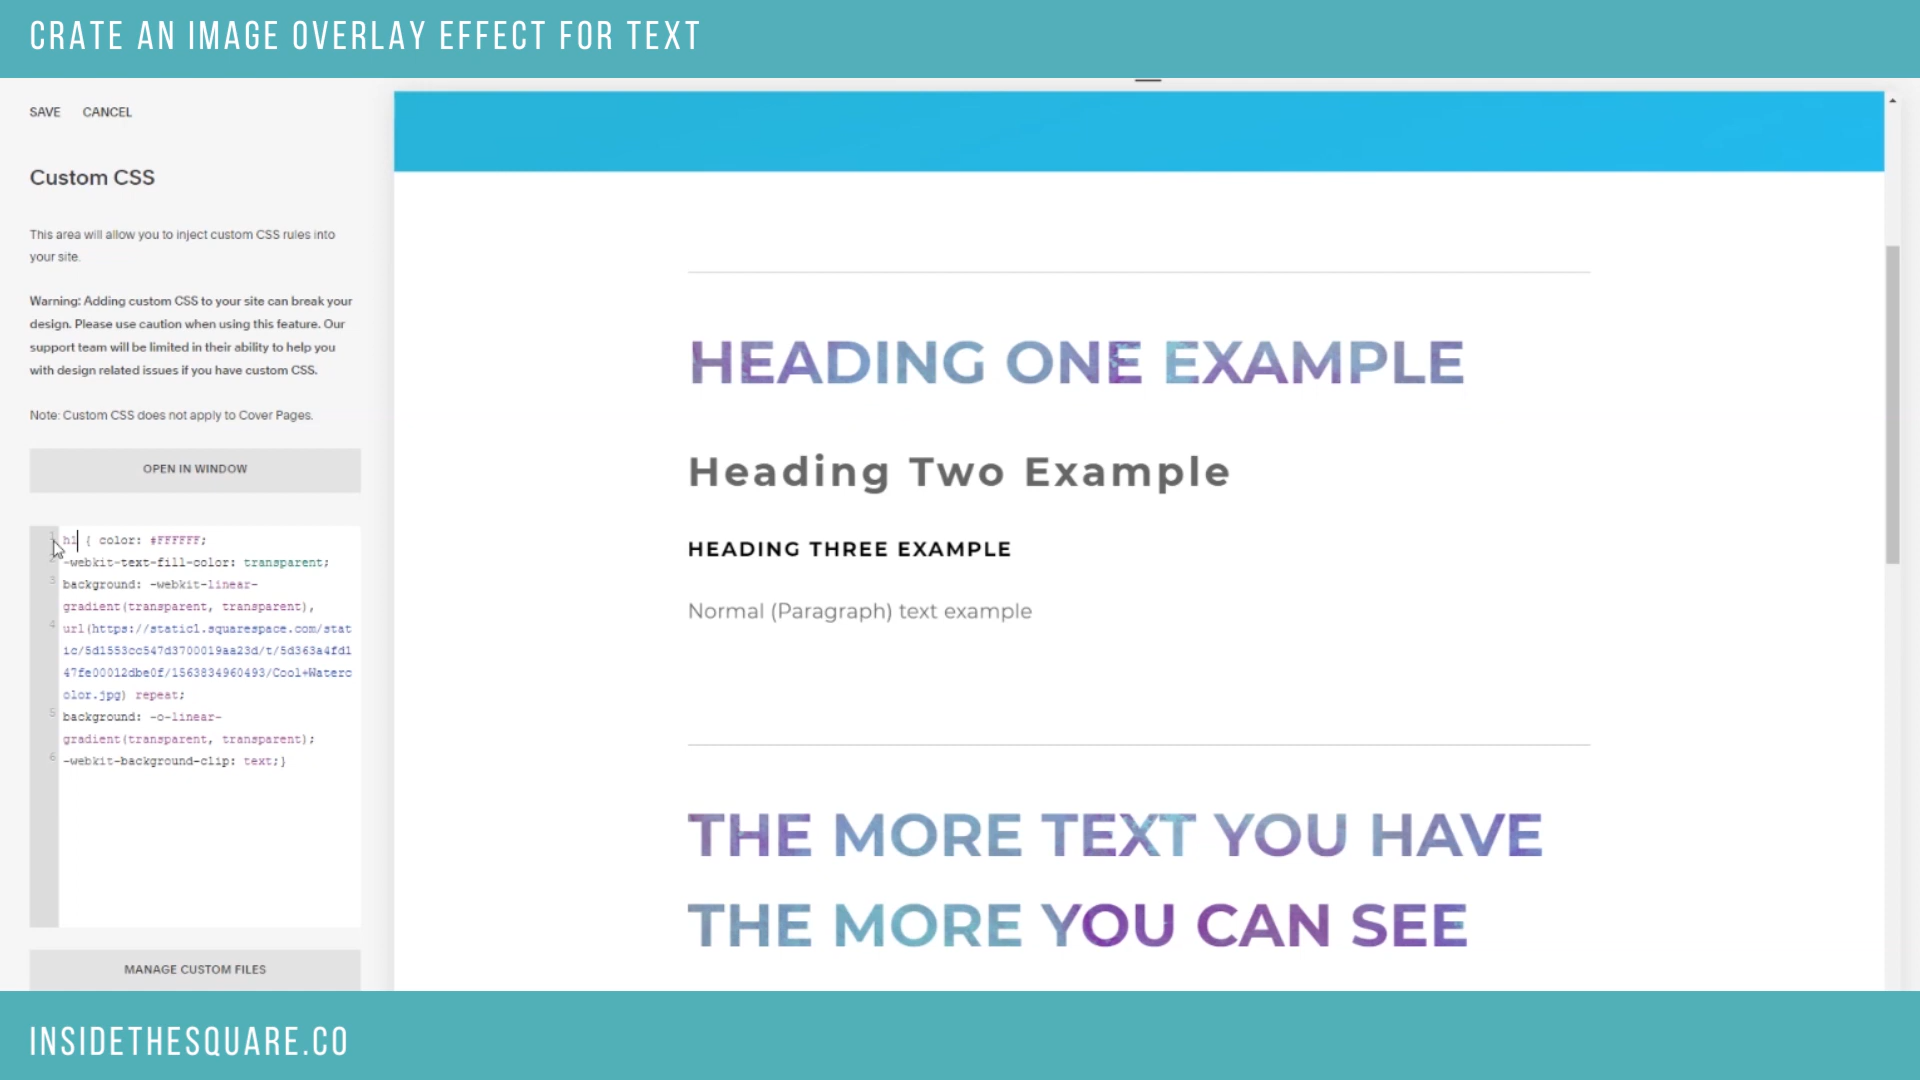 CRATE AN IMAGE OVERLAY EFFECT FOR TEXT
SAVE CANCEL
Custom CSS
This area will allow you to inject custom CSS rules into
your site.
Warning: Adding custom CSS to your site can break your
design. Please use caution when using this feature. Our
support team will be limited in their ability to help you
with design related issues if you have custom CSS.
Note: Custom CSS does not apply to Cover Pages.
OPEN IN WINDOW
1 h1 { color: #FFFFFF;
2 -webkit-text-fill-color: transparent;
3 background: -webkit-linear-
gradient(transparent, transparent),
4 url(https://static1.squarespace.com/stat
ic/5d1553cc547d3700019aa23d/t/5d363a4fd1
47fe00012dbe0f/1563834960493/Cool+Waterc
olor.jpg) repeat;
5 background: -o-linear-
gradient(transparent, transparent);
6 -webkit-background-clip: text;}
MANAGE CUSTOM FILES
HEADING ONE EXAMPLE
Heading Two Example
HEADING THREE EXAMPLE
Normal (Paragraph) text example
THE MORE TEXT YOU HAVE
THE MORE YOU CAN SEE
INSIDETHESQUARE.CO